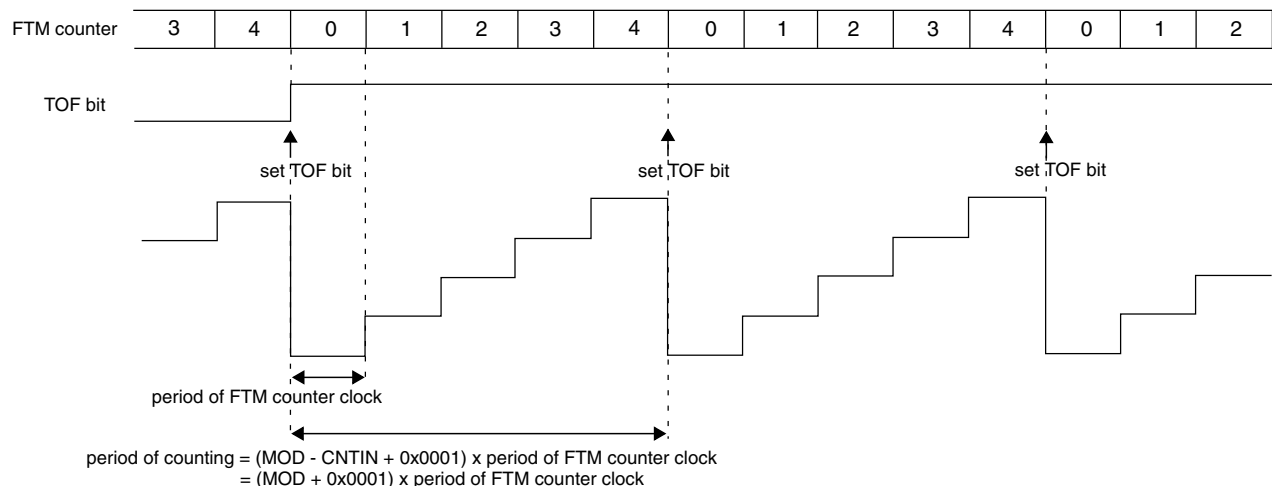 FTM counter 3 4 0 1 2 3 4 0 1 2 3 4 0 1 2
TOF bit
set TOF bit set TOF bit set TOF bit
period of FTM counter clock
period of counting = (MOD - CNTIN + 0x0001) x period of FTM counter clock
= (MOD + 0x0001) x period of FTM counter clock